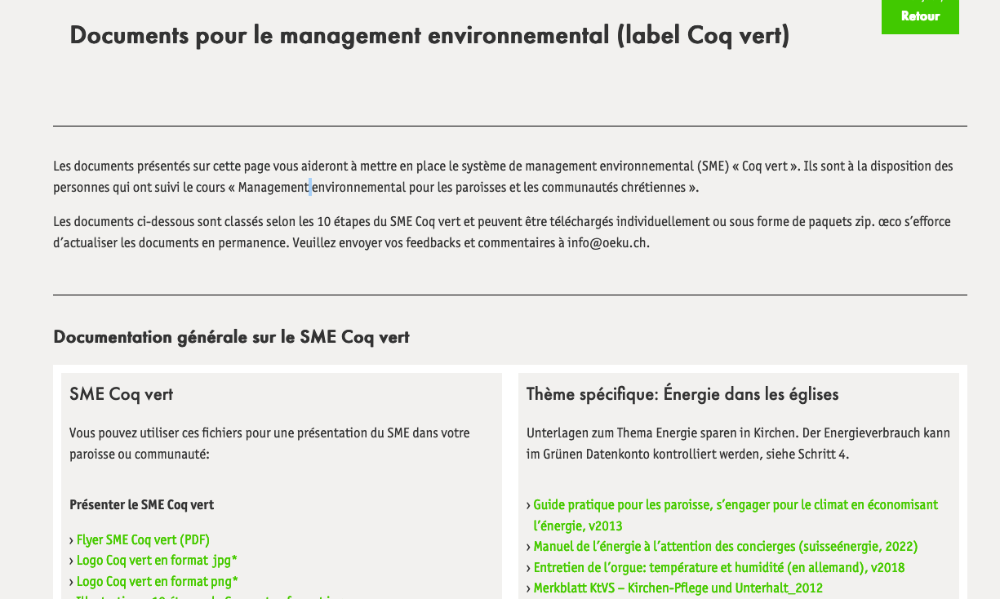 Retour
Documents pour le management environnemental (label Coq vert)
Les documents présentés sur cette page vous aideront à mettre en place le système de management environnemental (SME) « Coq vert ». Ils sont à la disposition des
personnes qui ont suivi le cours « Management environnemental pour les paroisses et les communautés chrétiennes ».
Les documents ci-dessous sont classés selon les 10 étapes du SME Coq vert et peuvent être téléchargés individuellement ou sous forme de paquets zip. œco s’efforce
d’actualiser les documents en permanence. Veuillez envoyer vos feedbacks et commentaires à info@oeku.ch.
Documentation générale sur le SME Coq vert
SME Coq vert
Vous pouvez utiliser ces fichiers pour une présentation du SME dans votre
paroisse ou communauté:
Présenter le SME Coq vert
› Flyer SME Coq vert (PDF)
› Logo Coq vert en format jpg*
› Logo Coq vert en format png*
Thème spécifique: Énergie dans les églises
Unterlagen zum Thema Energie sparen in Kirchen. Der Energieverbrauch kann
im Grünen Datenkonto kontrolliert werden, siehe Schritt 4.
› Guide pratique pour les paroisse, s’engager pour le climat en économisant
l’énergie, v2013
› Manuel de l’énergie à l’attention des concierges (suisseénergie, 2022)
› Entretien de l’orgue: température et humidité (en allemand), v2018
› Merkblatt KtVS – Kirchen-Pflege und Unterhalt_2012